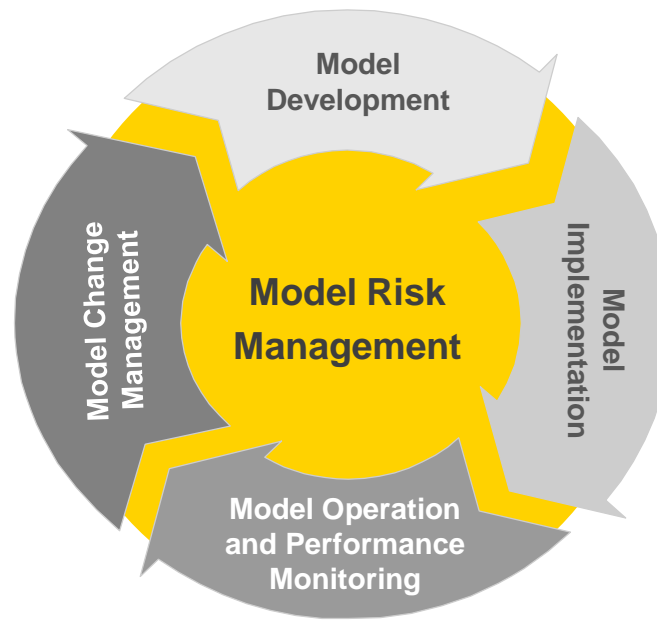 Model
Development
Model
Implementation
Model Risk
Management
Model Change
Management
Model Operation
and Performance
Monitoring